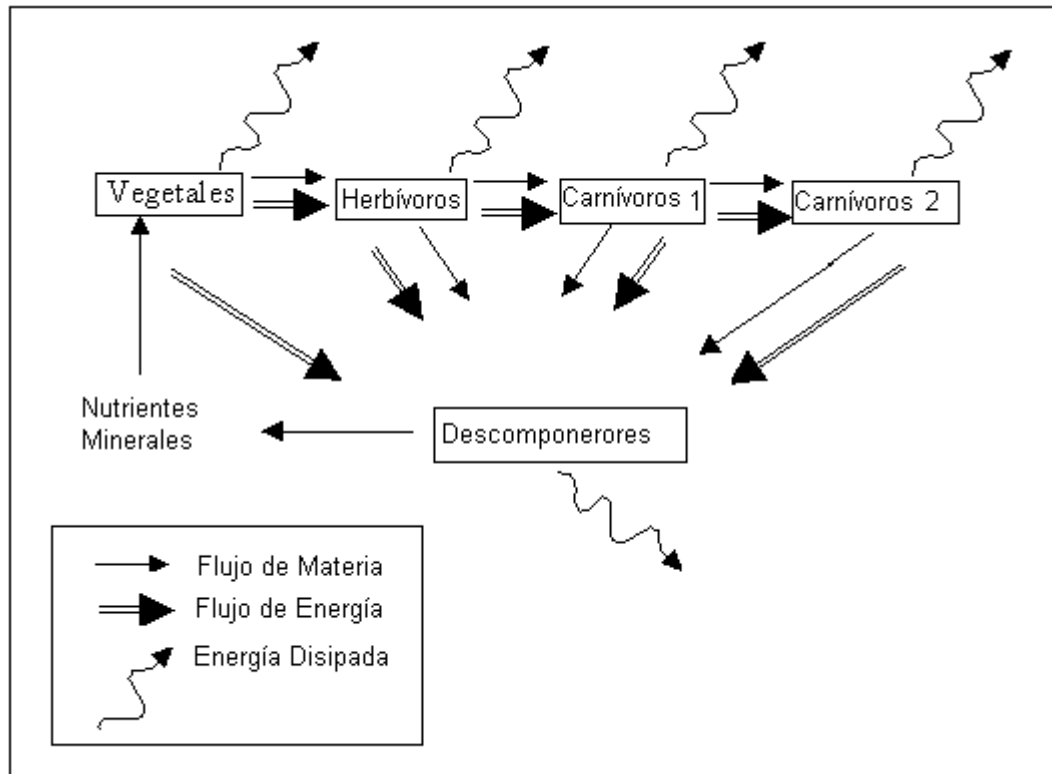 Vegetales
Herbívoros
Carnívoros 1
Carnívoros 2
Nutrientes
Minerales
Descomponerores
Flujo de Materia
Flujo de Energía
Energía Disipada